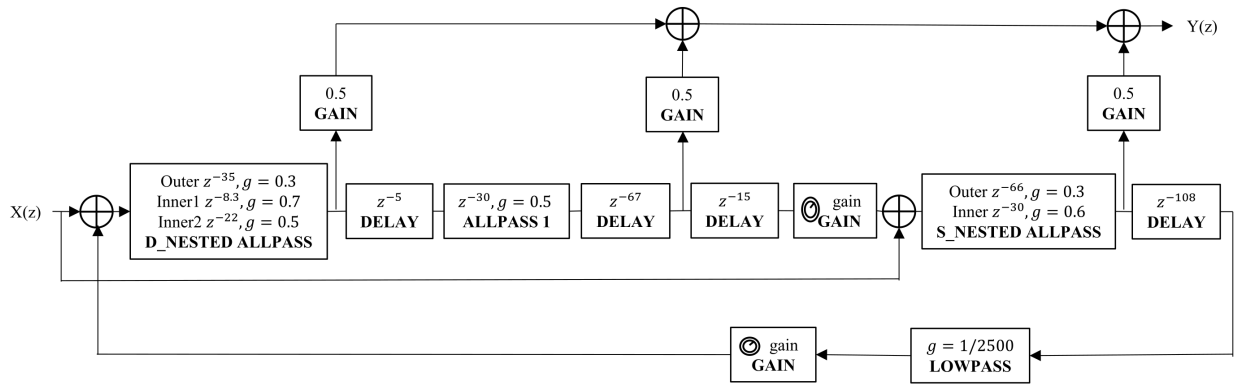 Y(z)
0.5
GAIN
0.5
GAIN
0.5
GAIN
X(z)
Outer z⁻³⁵, g = 0.3
Inner1 z⁻⁸·³, g = 0.7
Inner2 z⁻²², g = 0.5
D_NESTED ALLPASS
z⁻⁵
DELAY
z⁻³⁰, g = 0.5
ALLPASS 1
z⁻⁶⁷
DELAY
z⁻¹⁵
DELAY
gain
GAIN
Outer z⁻⁶⁶, g = 0.3
Inner z⁻³⁰, g = 0.6
S_NESTED ALLPASS
z⁻¹⁰⁸
DELAY
gain
GAIN
g = 1/2500
LOWPASS